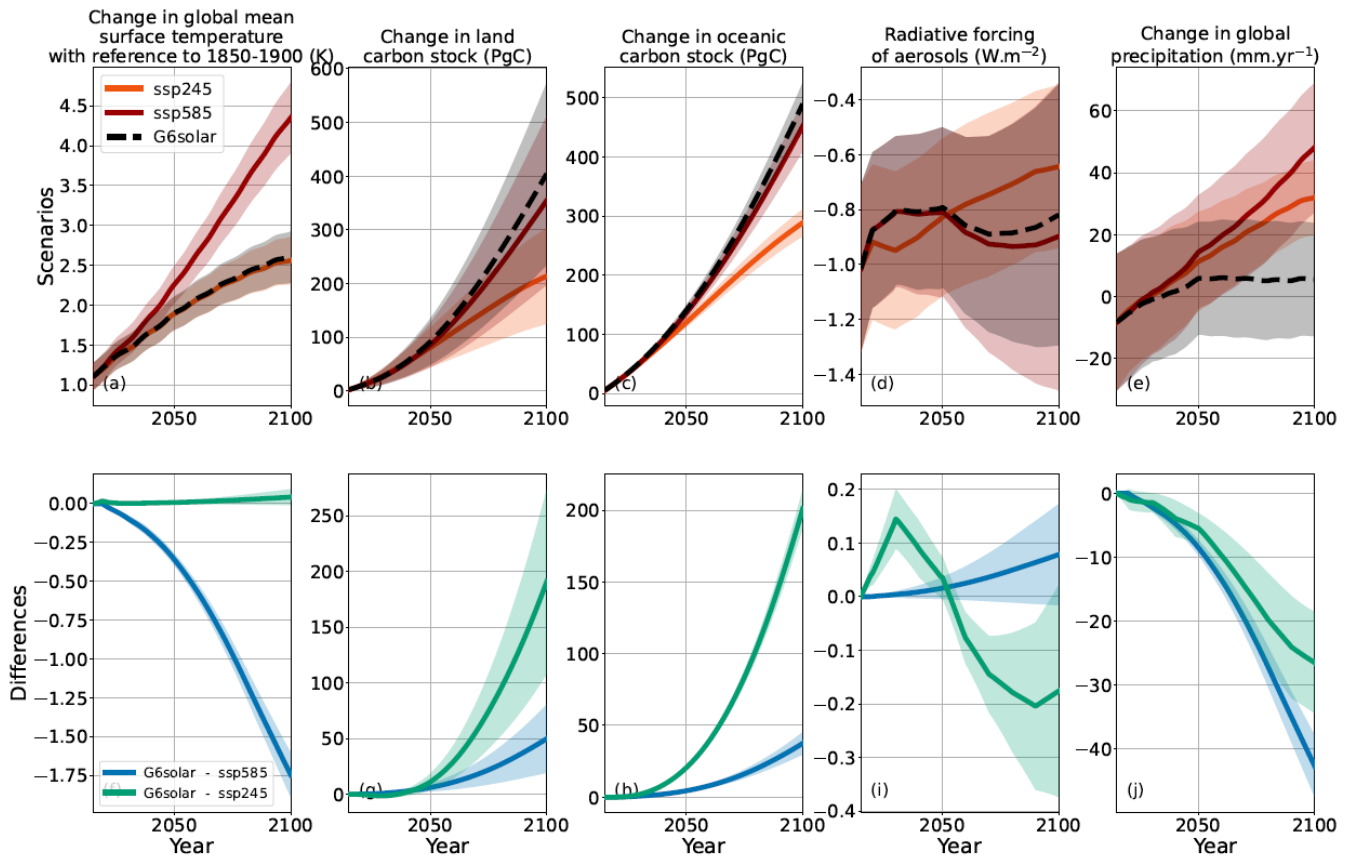 Change in global mean
surface temperature
with reference to 1850-1900 (K)
Change in land
carbon stock (PgC)
Change in oceanic
carbon stock (PgC)
Radiative forcing
of aerosols (W.m⁻²)
Change in global
precipitation (mm.yr⁻¹)
Scenarios
4.5
4.0
3.5
3.0
2.5
2.0
1.5
1.0
ssp245
ssp585
G6solar
(a)
2050
2100
600
500
400
300
200
100
0
(b)
2050
2100
500
400
300
200
100
0
(c)
2050
2100
−0.4
−0.6
−0.8
−1.0
−1.2
−1.4
(d)
2050
2100
60
40
20
0
−20
(e)
2050
2100
Differences
0.00
−0.25
−0.50
−0.75
−1.00
−1.25
−1.50
−1.75
G6solar - ssp585
G6solar - ssp245
(f)
2050
2100
Year
250
200
150
100
50
0
(g)
2050
2100
Year
200
150
100
50
0
(h)
2050
2100
Year
0.2
0.1
0.0
−0.1
−0.2
−0.3
−0.4
(i)
2050
2100
Year
0
−10
−20
−30
−40
(j)
2050
2100
Year